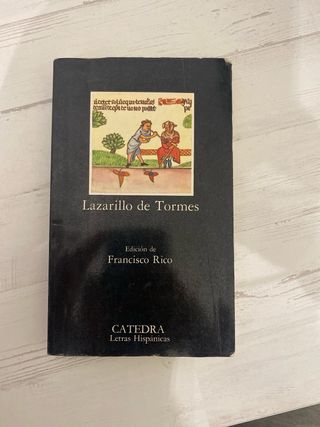 Lazarillo de Tormes
Edición de
Francisco Rico
CATEDRA
Letras Hispánicas